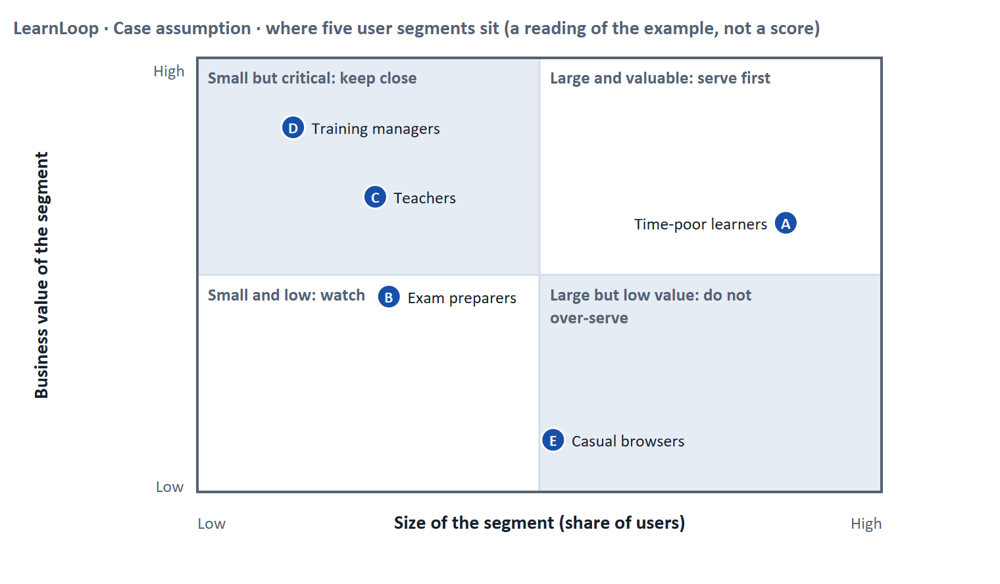 LearnLoop · Case assumption · where five user segments sit (a reading of the example, not a score)
High
Small but critical: keep close
Large and valuable: serve first
D Training managers
C Teachers
Time-poor learners A
Business value of the segment
Small and low: watch
B Exam preparers
Large but low value: do not
over-serve
E Casual browsers
Low
Low
Size of the segment (share of users)
High